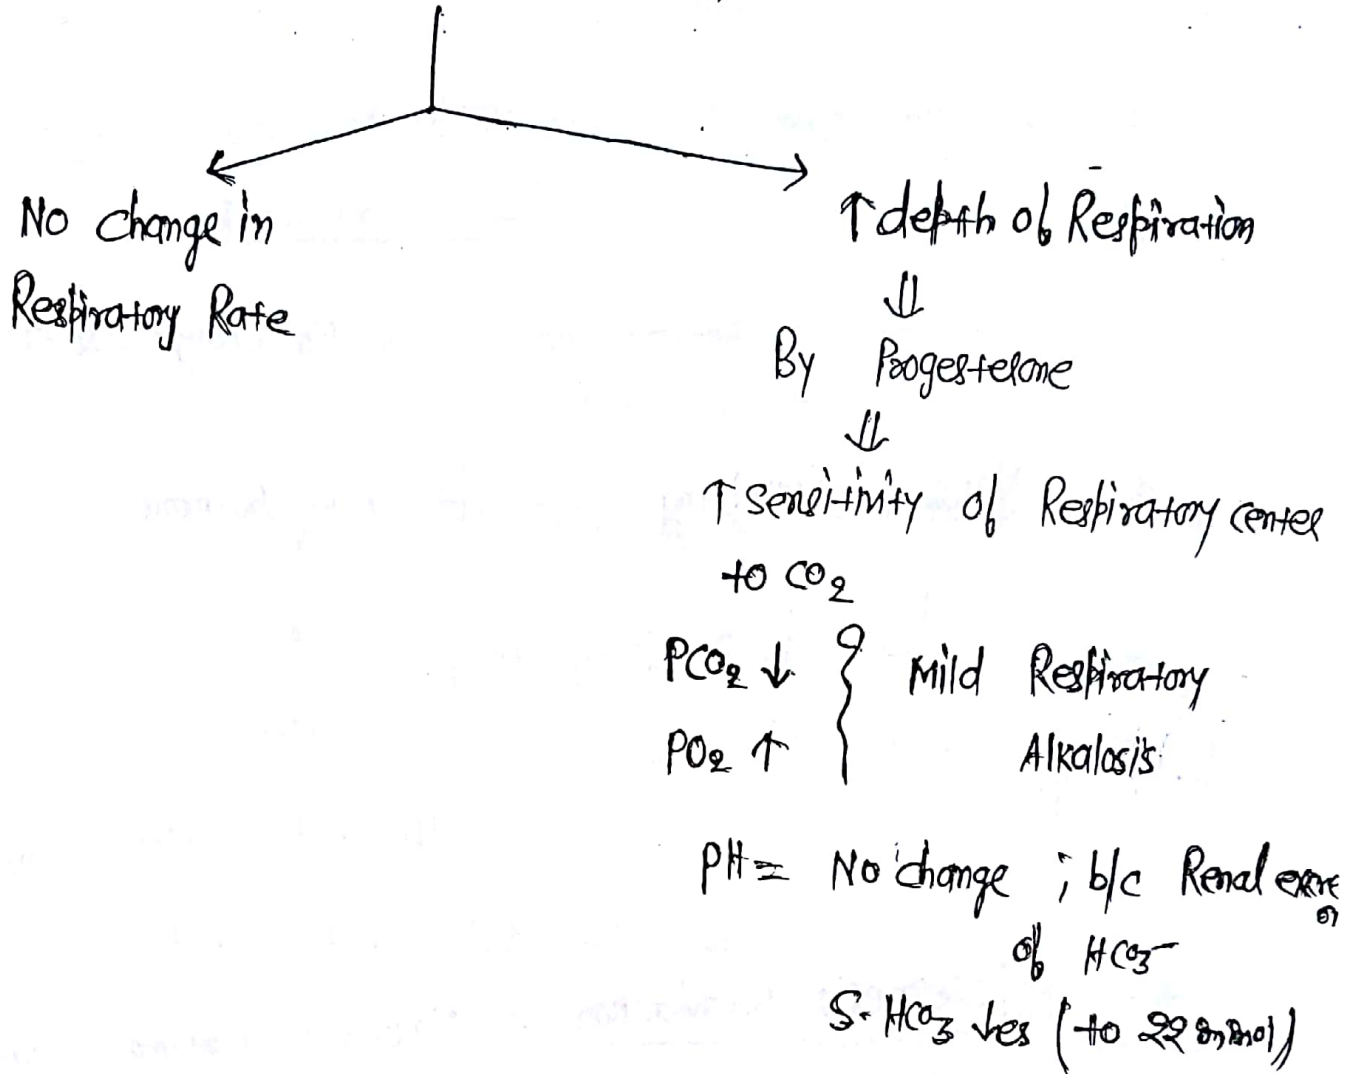 No change in
Respiratory Rate
↑ depth of Respiration
⇓
By Progesterone
⇓
↑ Sensitivity of Respiratory center
to CO2
PCO2 ↓
PO2 ↑
Mild Respiratory
Alkalosis
PH = No change ; b/c Renal
of HCO3-
S. HCO3 ↓es (to 22 mmol)